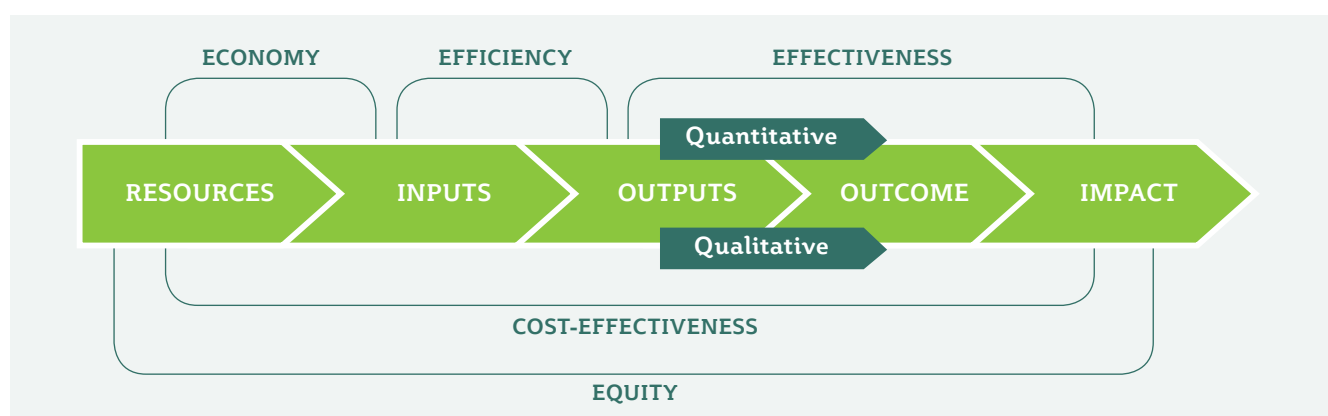 ECONOMY EFFICIENCY EFFECTIVENESS
Quantitative
RESOURCES INPUTS OUTPUTS OUTCOME IMPACT
Qualitative
COST-EFFECTIVENESS
EQUITY